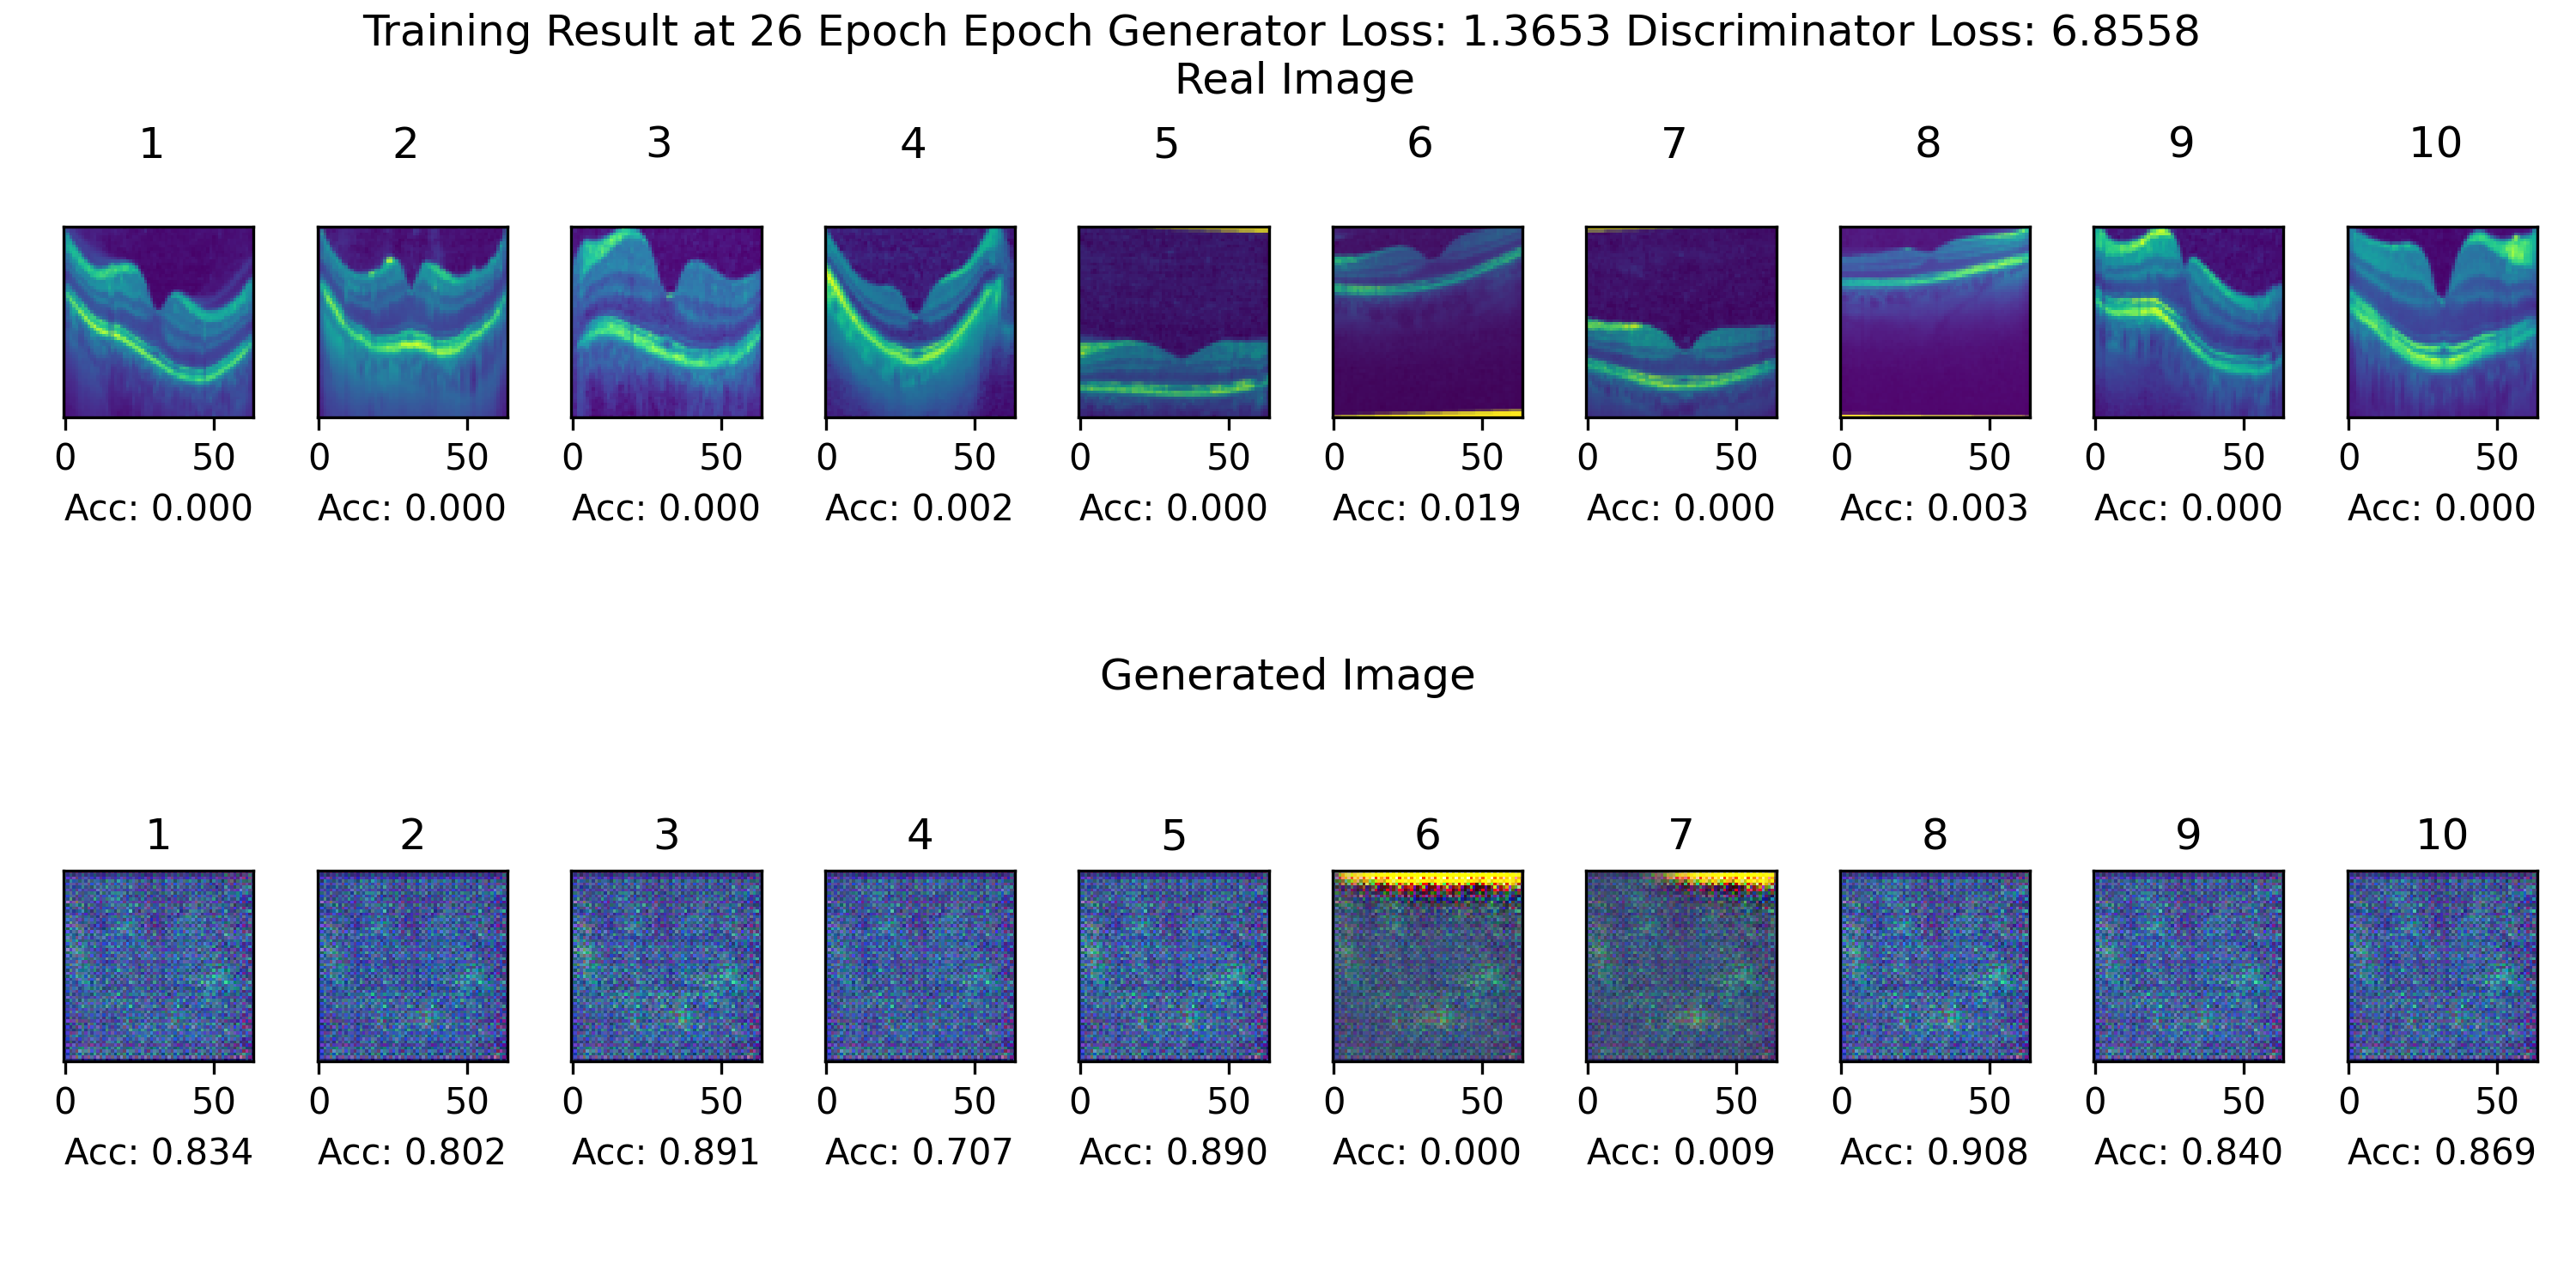 Training Result at 26 Epoch Epoch Generator Loss: 1.3653 Discriminator Loss: 6.8558
Real Image
1 2 3 4 5 6 7 8 9 10
0 50 0 50 0 50 0 50 0 50 0 50 0 50 0 50 0 50 0 50
Acc: 0.000 Acc: 0.000 Acc: 0.000 Acc: 0.002 Acc: 0.000 Acc: 0.019 Acc: 0.000 Acc: 0.003 Acc: 0.000 Acc: 0.000
Generated Image
1 2 3 4 5 6 7 8 9 10
0 50 0 50 0 50 0 50 0 50 0 50 0 50 0 50 0 50 0 50
Acc: 0.834 Acc: 0.802 Acc: 0.891 Acc: 0.707 Acc: 0.890 Acc: 0.000 Acc: 0.009 Acc: 0.908 Acc: 0.840 Acc: 0.869